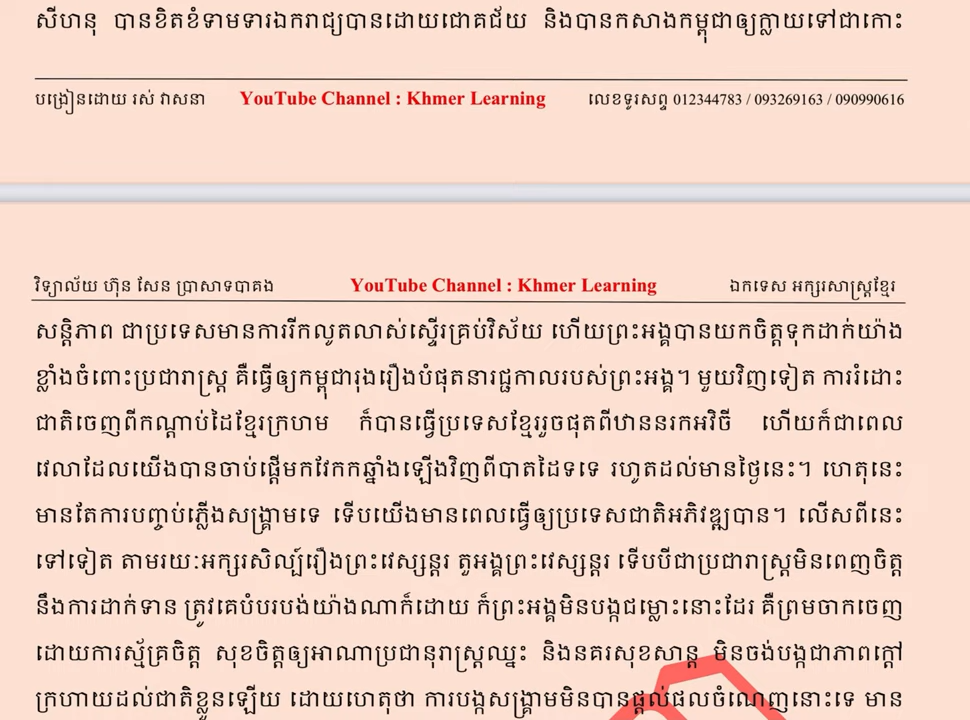 សីហនុ បានខិតខំទាមទារឯករាជ្យបានដោយជោគជ័យ និងបានកសាងកម្ពុជាឲ្យក្លាយទៅជាកោះ
បង្រៀនដោយ រស់ វាសនា YouTube Channel : Khmer Learning លេខទូរសព្ទ 012344783 / 093269163 / 090990616
វិទ្យាល័យ ហ៊ុន សែន ប្រាសាទបាគង YouTube Channel : Khmer Learning ឯកទេស អក្សរសាស្ត្រខ្មែរ
សន្តិភាព ជាប្រទេសមានការរីកលូតលាស់ស្ទើរគ្រប់វិស័យ ហើយព្រះអង្គបានយកចិត្តទុកដាក់យ៉ាង
ខ្លាំងចំពោះប្រជារាស្ត្រ គឺធ្វើឲ្យកម្ពុជារុងរឿងបំផុតនារជ្ជកាលរបស់ព្រះអង្គ។ មួយវិញទៀត ការរំដោះ
ជាតិចេញពីកណ្តាប់ដៃខ្មែរក្រហម ក៏បានធ្វើប្រទេសខ្មែររួចផុតពីឋាននរកអវិចី ហើយក៏ជាពេល
វេលាដែលយើងបានចាប់ផ្តើមកវែកកឆ្នាំងឡើងវិញពីបាតដៃទទេ រហូតដល់មានថ្ងៃនេះ។ ហេតុនេះ
មានតែការបញ្ចប់ភ្លើងសង្គ្រាមទេ ទើបយើងមានពេលធ្វើឲ្យប្រទេសជាតិអភិវឌ្ឍបាន។ លើសពីនេះ
ទៅទៀត តាមរយៈអក្សរសិល្ប៍រឿងព្រះវេស្សន្តរ តួអង្គព្រះវេស្សន្តរ ទើបបីជាប្រជារាស្ត្រមិនពេញចិត្ត
នឹងការដាក់ទាន ត្រូវគេបំបរបង់យ៉ាងណាក៏ដោយ ក៏ព្រះអង្គមិនបង្កជម្លោះនោះដែរ គឺព្រមចាកចេញ
ដោយការស្ម័គ្រចិត្ត សុខចិត្តឲ្យអាណាប្រជានុរាស្ត្រឈ្នះ និងនគរសុខសាន្ត មិនចង់បង្កជាភាពក្តៅ
ក្រហាយដល់ជាតិខ្លួនឡើយ ដោយហេតុថា ការបង្កសង្គ្រាមមិនបានផ្តល់ផលចំណេញនោះទេ មាន